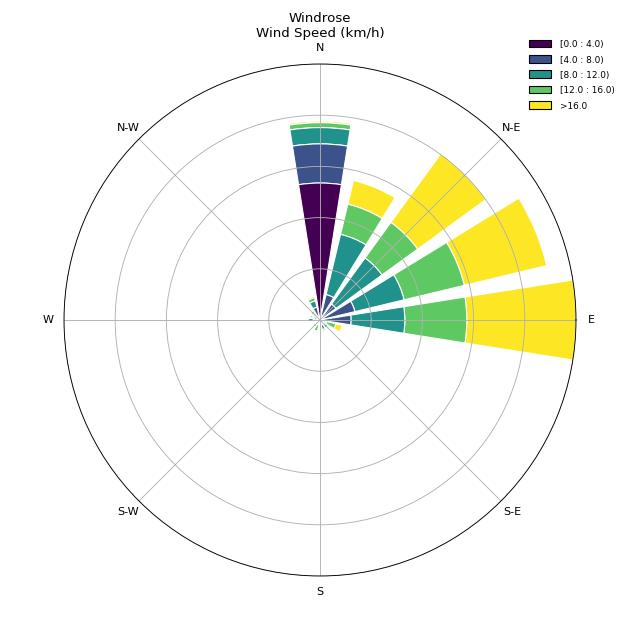 Windrose
Wind Speed (km/h)
N
[0.0 : 4.0)
[4.0 : 8.0)
[8.0 : 12.0)
[12.0 : 16.0)
>16.0
N-W
N-E
W
E
S-W
S-E
S